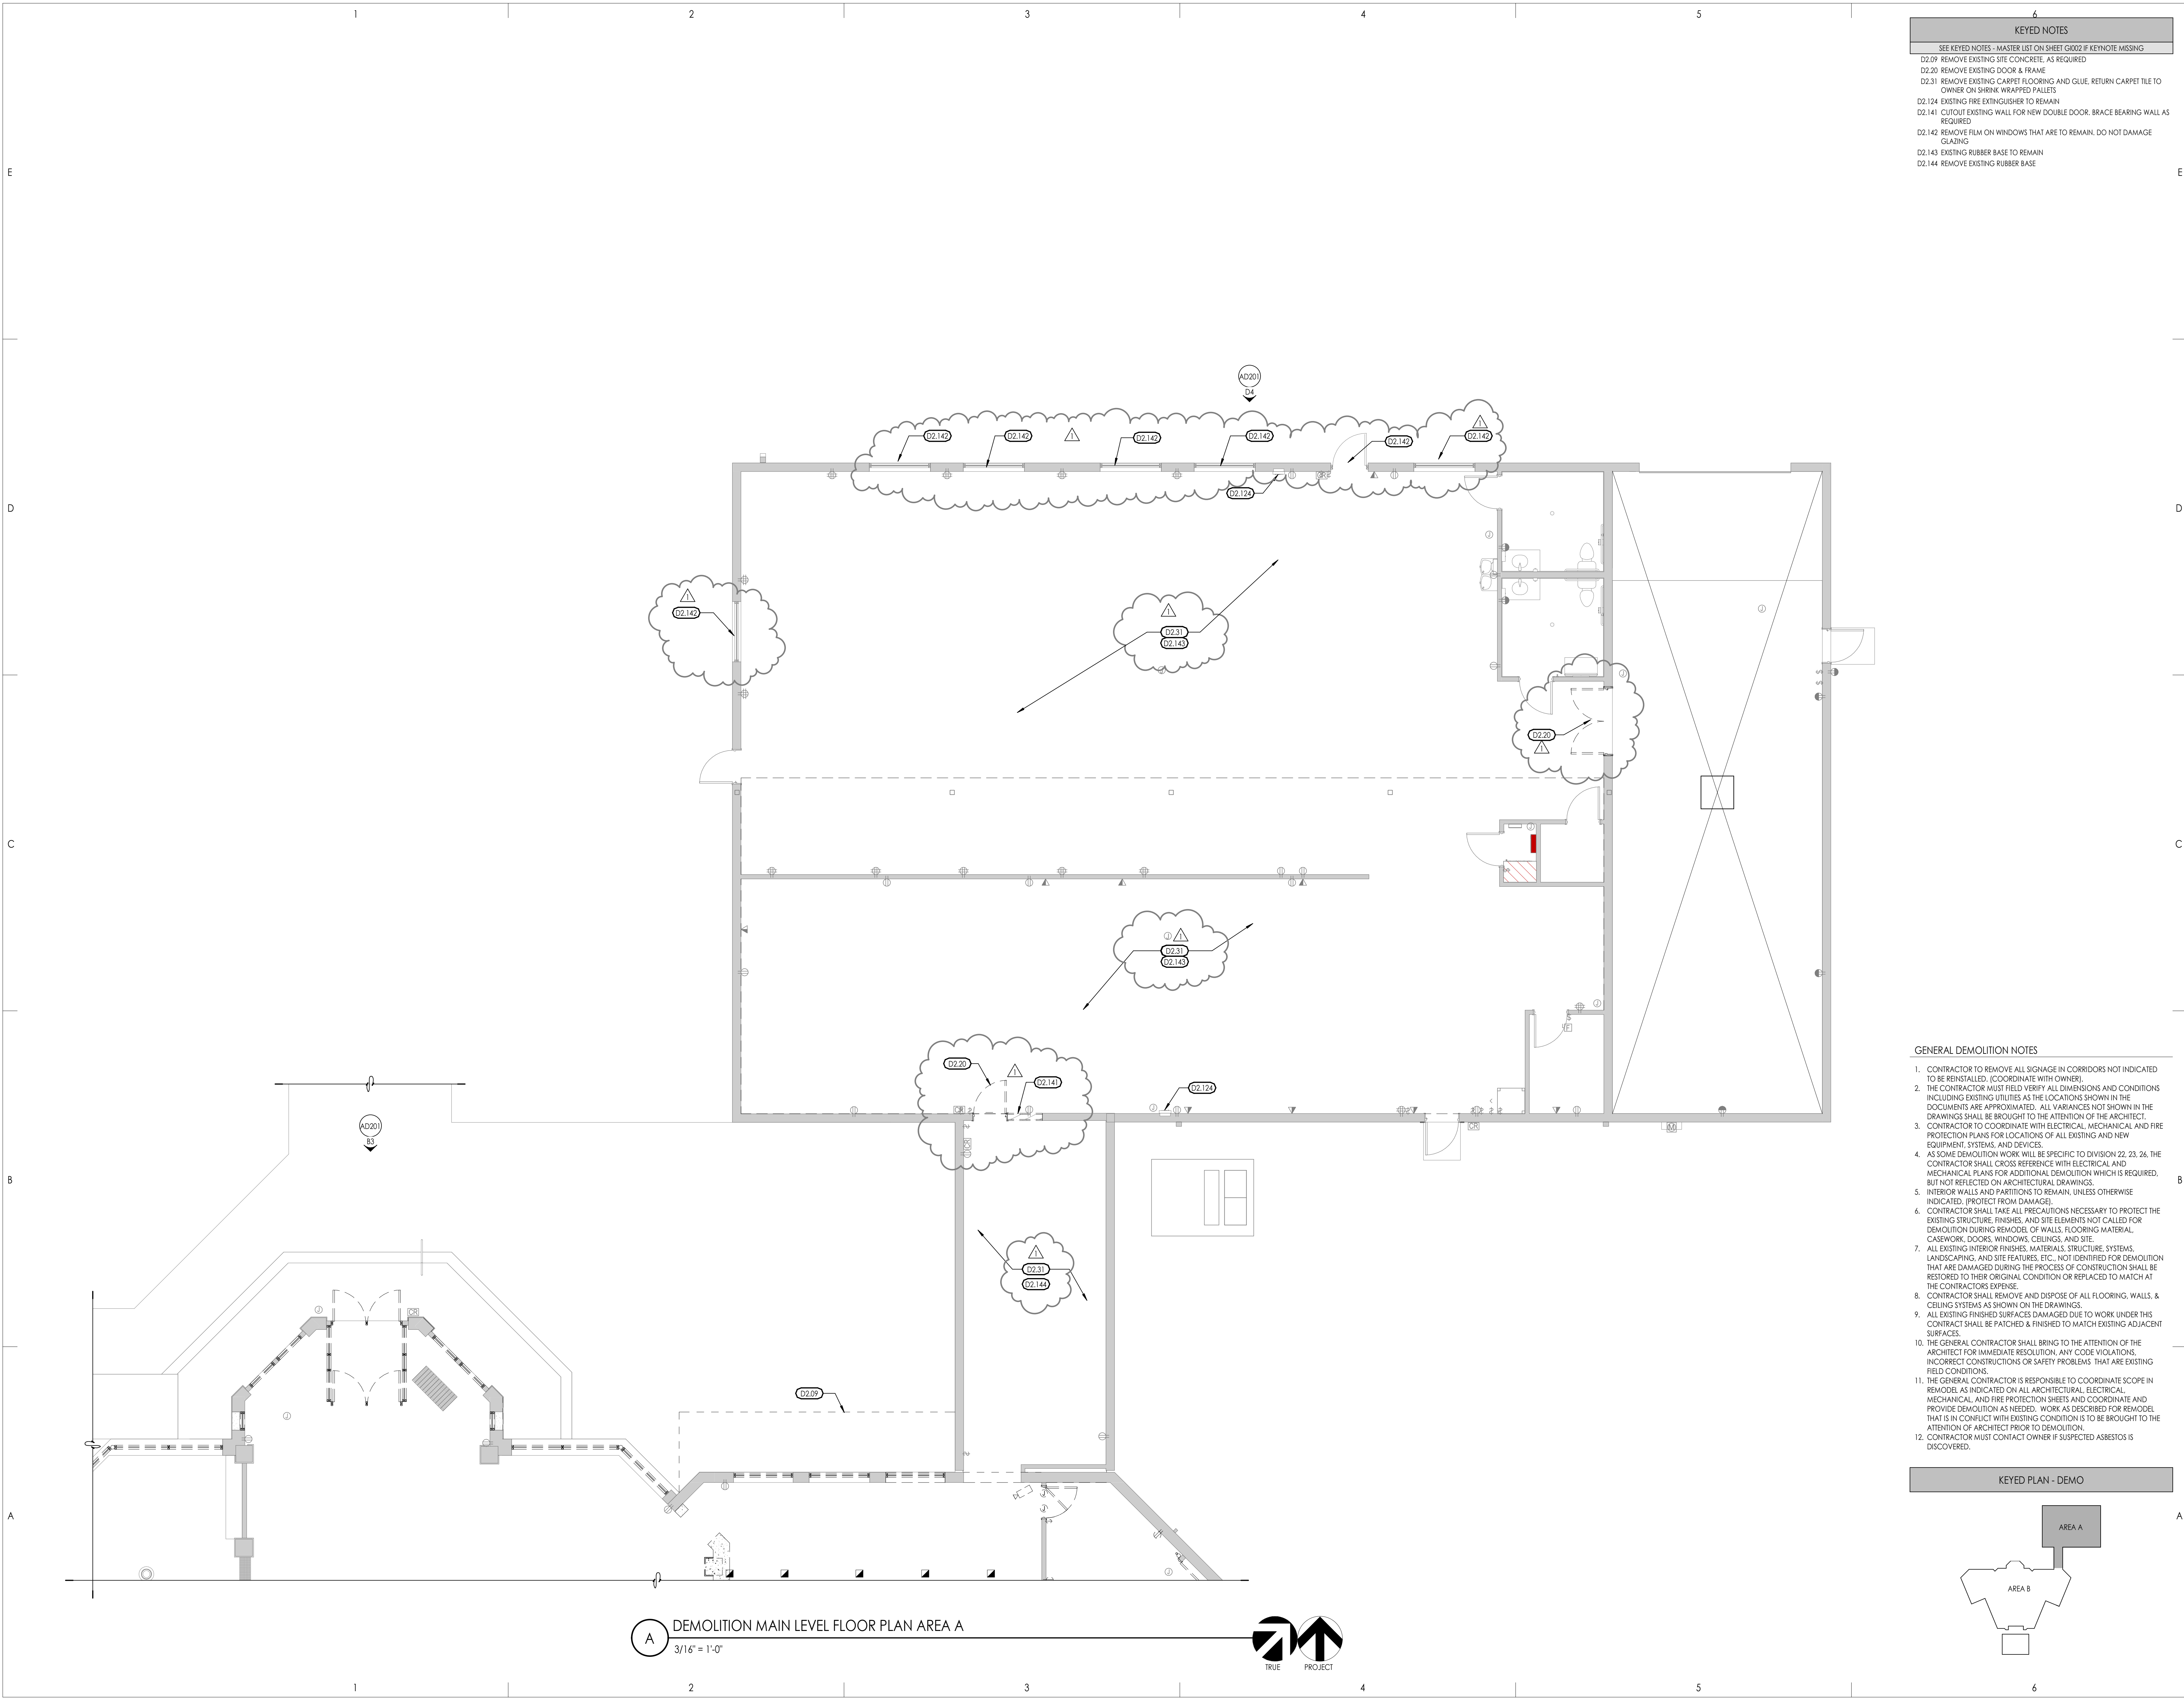 1
2
3
4
5
6
KEYED NOTES
SEE KEYED NOTES - MASTER LIST ON SHEET GI002 IF KEYNOTE MISSING
D2.09 REMOVE EXISTING SITE CONCRETE, AS REQUIRED
D2.20 REMOVE EXISTING DOOR & FRAME
D2.31 REMOVE EXISTING CARPET FLOORING AND GLUE, RETURN CARPET TILE TO
OWNER ON SHRINK WRAPPED PALLETS
D2.124 EXISTING FIRE EXTINGUISHER TO REMAIN
D2.141 CUTOUT EXISTING WALL FOR NEW DOUBLE DOOR. BRACE BEARING WALL AS
REQUIRED
D2.142 REMOVE FILM ON WINDOWS THAT ARE TO REMAIN. DO NOT DAMAGE
GLAZING
D2.143 EXISTING RUBBER BASE TO REMAIN
D2.144 REMOVE EXISTING RUBBER BASE
E
E
AD201
D4
1
D2.142
D2.142
1
D2.142
D2.142
D2.142
D2.142
D2.124
D
D
J
1
D2.142
1
D2.31
D2.143
J
J
J
D2.20
1
C
C
J
J
1
D2.31
D2.143
J
F
D2.20
1
D2.141
D2.124
J
CR
CR
CR
AD201
B3
B
B
1
D2.31
D2.144
J
CR
D2.09
J
A
A
J
GENERAL DEMOLITION NOTES
1. CONTRACTOR TO REMOVE ALL SIGNAGE IN CORRIDORS NOT INDICATED
TO BE REINSTALLED. (COORDINATE WITH OWNER).
2. THE CONTRACTOR MUST FIELD VERIFY ALL DIMENSIONS AND CONDITIONS
INCLUDING EXISTING UTILITIES AS THE LOCATIONS SHOWN IN THE
DOCUMENTS ARE APPROXIMATED. ALL VARIANCES NOT SHOWN IN THE
DRAWINGS SHALL BE BROUGHT TO THE ATTENTION OF THE ARCHITECT.
3. CONTRACTOR TO COORDINATE WITH ELECTRICAL, MECHANICAL AND FIRE
PROTECTION PLANS FOR LOCATIONS OF ALL EXISTING AND NEW
EQUIPMENT, SYSTEMS, AND DEVICES.
4. AS SOME DEMOLITION WORK WILL BE SPECIFIC TO DIVISION 22, 23, 26, THE
CONTRACTOR SHALL CROSS REFERENCE WITH ELECTRICAL AND
MECHANICAL PLANS FOR ADDITIONAL DEMOLITION WHICH IS REQUIRED,
BUT NOT REFLECTED ON ARCHITECTURAL DRAWINGS.
5. INTERIOR WALLS AND PARTITIONS TO REMAIN, UNLESS OTHERWISE
INDICATED. (PROTECT FROM DAMAGE).
6. CONTRACTOR SHALL TAKE ALL PRECAUTIONS NECESSARY TO PROTECT THE
EXISTING STRUCTURE, FINISHES, AND SITE ELEMENTS NOT CALLED FOR
DEMOLITION DURING REMODEL OF WALLS, FLOORING MATERIAL,
CASEWORK, DOORS, WINDOWS, CEILINGS, AND SITE.
7. ALL EXISTING INTERIOR FINISHES, MATERIALS, STRUCTURE, SYSTEMS,
LANDSCAPING, AND SITE FEATURES, ETC., NOT IDENTIFIED FOR DEMOLITION
THAT ARE DAMAGED DURING THE PROCESS OF CONSTRUCTION SHALL BE
RESTORED TO THEIR ORIGINAL CONDITION OR REPLACED TO MATCH AT
THE CONTRACTORS EXPENSE.
8. CONTRACTOR SHALL REMOVE AND DISPOSE OF ALL FLOORING, WALLS, &
CEILING SYSTEMS AS SHOWN ON THE DRAWINGS.
9. ALL EXISTING FINISHED SURFACES DAMAGED DUE TO WORK UNDER THIS
CONTRACT SHALL BE PATCHED & FINISHED TO MATCH EXISTING ADJACENT
SURFACES.
10. THE GENERAL CONTRACTOR SHALL BRING TO THE ATTENTION OF THE
ARCHITECT FOR IMMEDIATE RESOLUTION, ANY CODE VIOLATIONS,
INCORRECT CONSTRUCTIONS OR SAFETY PROBLEMS THAT ARE EXISTING
FIELD CONDITIONS.
11. THE GENERAL CONTRACTOR IS RESPONSIBLE TO COORDINATE SCOPE IN
REMODEL AS INDICATED ON ALL ARCHITECTURAL, ELECTRICAL,
MECHANICAL, AND FIRE PROTECTION SHEETS AND COORDINATE AND
PROVIDE DEMOLITION AS NEEDED. WORK AS DESCRIBED FOR REMODEL
THAT IS IN CONFLICT WITH EXISTING CONDITION IS TO BE BROUGHT TO THE
ATTENTION OF ARCHITECT PRIOR TO DEMOLITION.
12. CONTRACTOR MUST CONTACT OWNER IF SUSPECTED ASBESTOS IS
DISCOVERED.
KEYED PLAN - DEMO
AREA A
AREA B
A
DEMOLITION MAIN LEVEL FLOOR PLAN AREA A
3/16" = 1'-0"
TRUE
PROJECT
1
2
3
4
5
6